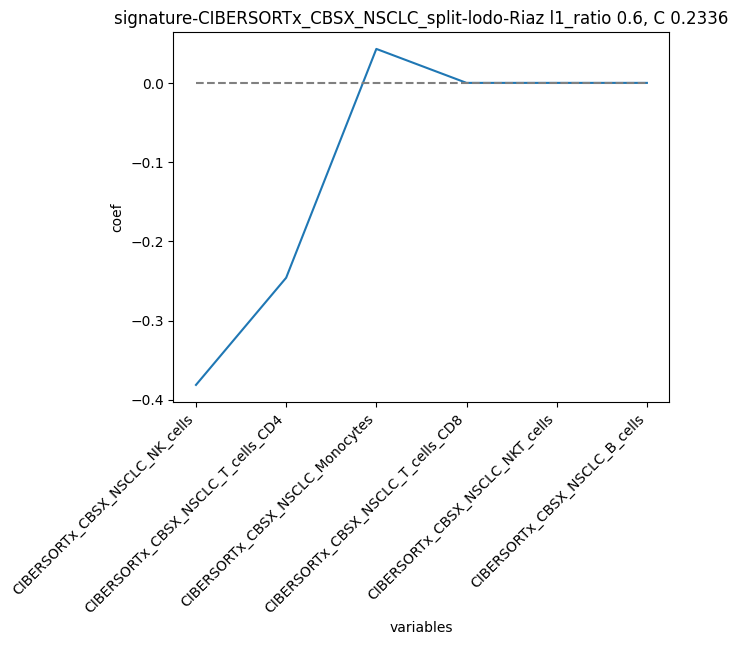 signature-CIBERSORTx_CBSX_NSCLC_split-lodo-Riaz l1_ratio 0.6, C 0.2336
0.0
−0.1
−0.2
−0.3
−0.4
coef
CIBERSORTx_CBSX_NSCLC_NK_cells
CIBERSORTx_CBSX_NSCLC_T_cells_CD4
CIBERSORTx_CBSX_NSCLC_Monocytes
CIBERSORTx_CBSX_NSCLC_T_cells_CD8
CIBERSORTx_CBSX_NSCLC_NKT_cells
CIBERSORTx_CBSX_NSCLC_B_cells
variables